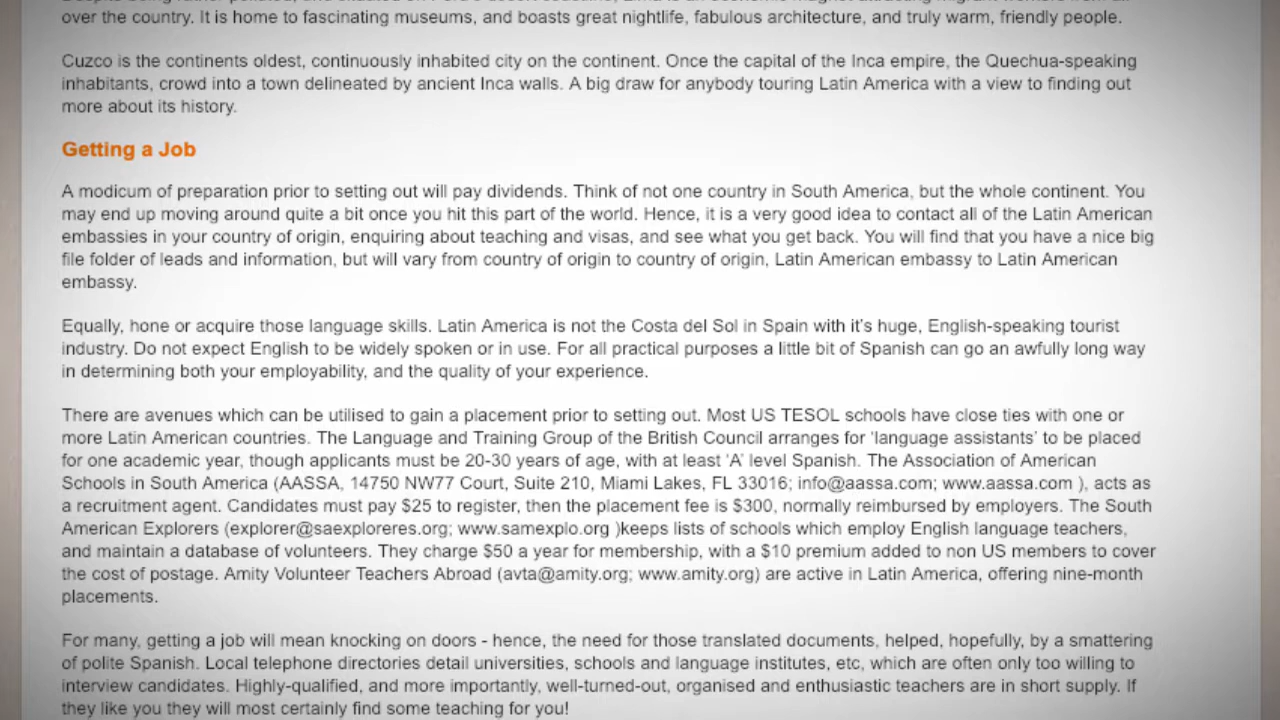 over the country. It is home to fascinating museums, and boasts great nightlife, fabulous architecture, and truly warm, friendly people.
Cuzco is the continents oldest, continuously inhabited city on the continent. Once the capital of the Inca empire, the Quechua-speaking
inhabitants, crowd into a town delineated by ancient Inca walls. A big draw for anybody touring Latin America with a view to finding out
more about its history.
Getting a Job
A modicum of preparation prior to setting out will pay dividends. Think of not one country in South America, but the whole continent. You
may end up moving around quite a bit once you hit this part of the world. Hence, it is a very good idea to contact all of the Latin American
embassies in your country of origin, enquiring about teaching and visas, and see what you get back. You will find that you have a nice big
file folder of leads and information, but will vary from country of origin to country of origin, Latin American embassy to Latin American
embassy.
Equally, hone or acquire those language skills. Latin America is not the Costa del Sol in Spain with it's huge, English-speaking tourist
industry. Do not expect English to be widely spoken or in use. For all practical purposes a little bit of Spanish can go an awfully long way
in determining both your employability, and the quality of your experience.
There are avenues which can be utilised to gain a placement prior to setting out. Most US TESOL schools have close ties with one or
more Latin American countries. The Language and Training Group of the British Council arranges for 'language assistants' to be placed
for one academic year, though applicants must be 20-30 years of age, with at least 'A' level Spanish. The Association of American
Schools in South America (AASSA, 14750 NW77 Court, Suite 210, Miami Lakes, FL 33016; info@aassa.com; www.aassa.com ), acts as
a recruitment agent. Candidates must pay $25 to register, then the placement fee is $300, normally reimbursed by employers. The South
American Explorers (explorer@saexploreres.org; www.samexplo.org )keeps lists of schools which employ English language teachers,
and maintain a database of volunteers. They charge $50 a year for membership, with a $10 premium added to non US members to cover
the cost of postage. Amity Volunteer Teachers Abroad (avta@amity.org; www.amity.org) are active in Latin America, offering nine-month
placements.
For many, getting a job will mean knocking on doors - hence, the need for those translated documents, helped, hopefully, by a smattering
of polite Spanish. Local telephone directories detail universities, schools and language institutes, etc, which are often only too willing to
interview candidates. Highly-qualified, and more importantly, well-turned-out, organised and enthusiastic teachers are in short supply. If
they like you they will most certainly find some teaching for you!